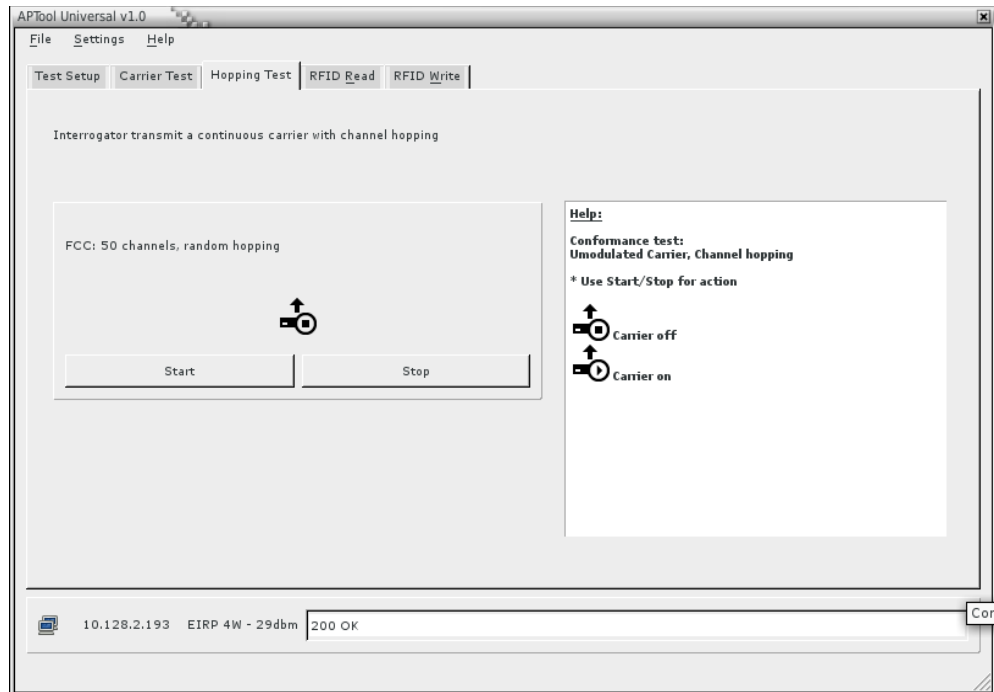 APTool Universal v1.0
File Settings Help
Test Setup Carrier Test Hopping Test RFID Read RFID Write
Interrogator transmit a continuous carrier with channel hopping
FCC: 50 channels, random hopping
Start Stop
Help:
Conformance test:
Umodulated Carrier, Channel hopping
* Use Start/Stop for action
Carrier off
Carrier on
10.128.2.193 EIRP 4W - 29dbm 200 OK